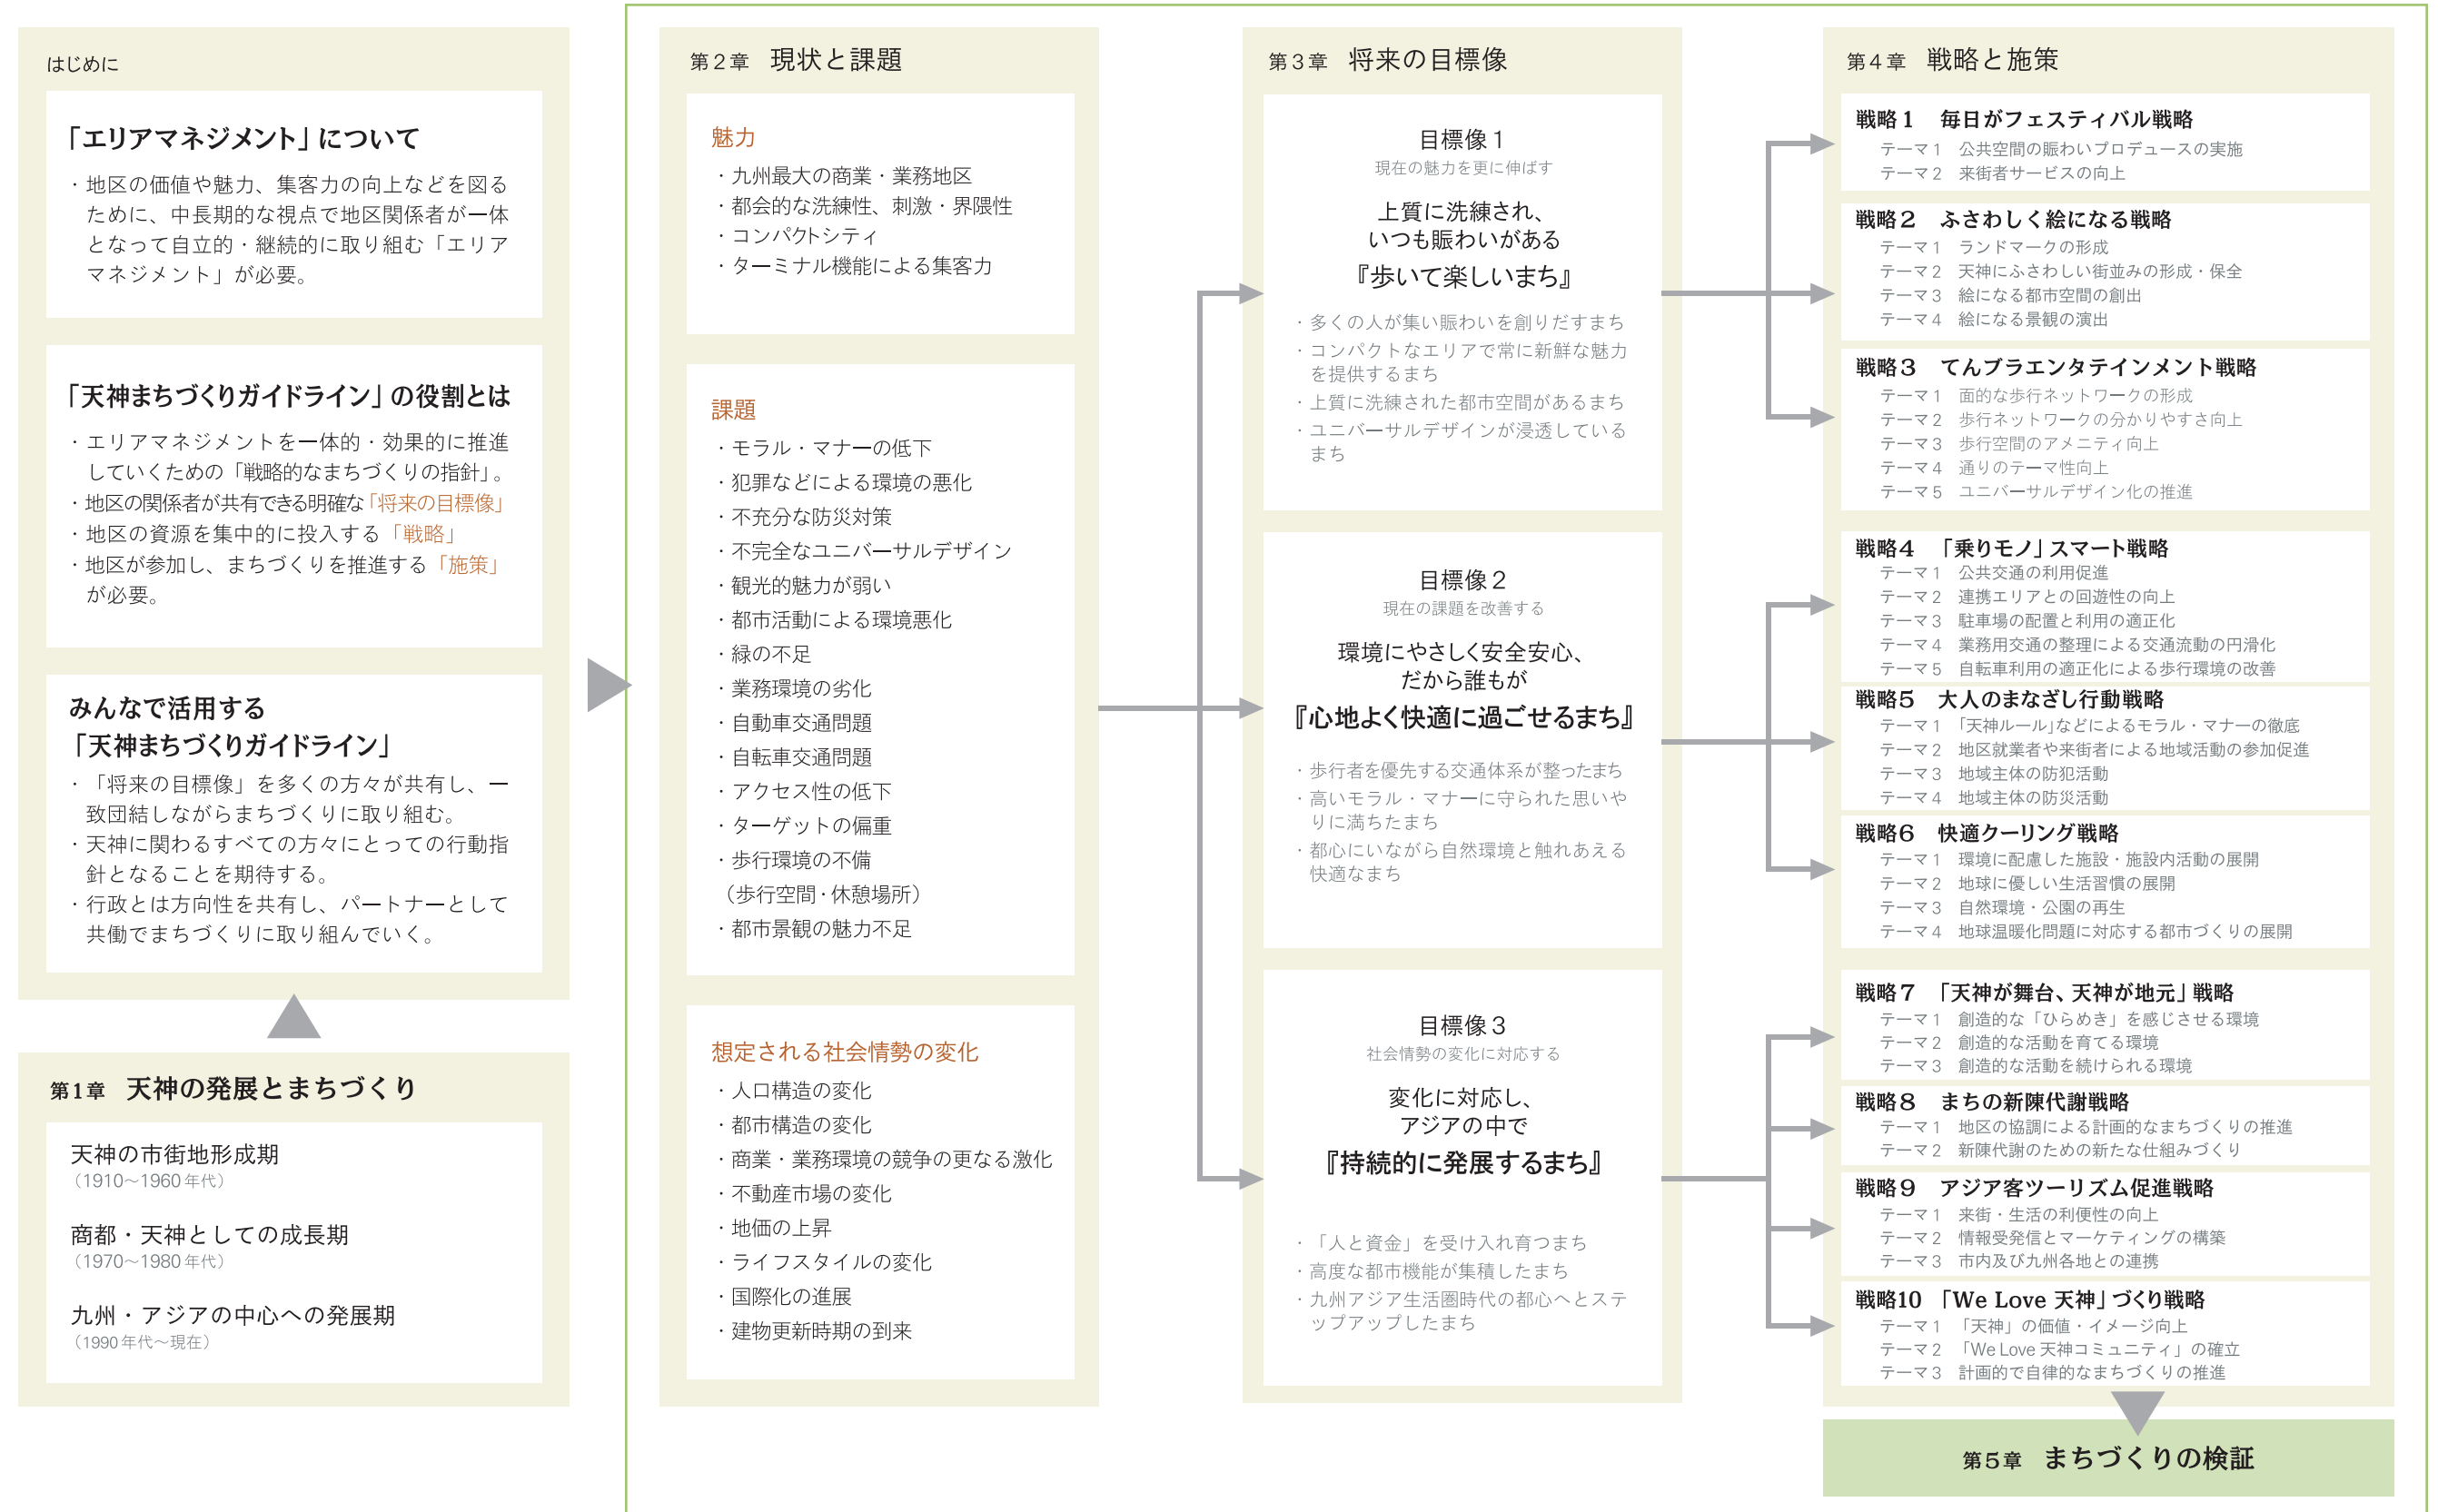 はじめに
「エリアマネジメント」について
・地区の価値や魅力、集客力の向上などを図る
ために、中長期的な視点で地区関係者が一体
となって自立的・継続的に取り組む「エリア
マネジメント」が必要。
「天神まちづくりガイドライン」の役割とは
・エリアマネジメントを一体的・効果的に推進
していくための「戦略的なまちづくりの指針」。
・地区の関係者が共有できる明確な「将来の目標像」
・地区の資源を集中的に投入する「戦略」
・地区が参加し、まちづくりを推進する「施策」
が必要。
みんなで活用する
「天神まちづくりガイドライン」
・「将来の目標像」を多くの方々が共有し、一
致団結しながらまちづくりに取り組む。
・天神に関わるすべての方々にとっての行動指
針となることを期待する。
・行政とは方向性を共有し、パートナーとして
共働でまちづくりに取り組んでいく。
第1章 天神の発展とまちづくり
天神の市街地形成期
（1910～1960年代）
商都・天神としての成長期
（1970～1980年代）
九州・アジアの中心への発展期
（1990年代～現在）
第2章 現状と課題
魅力
・九州最大の商業・業務地区
・都会的な洗練性、刺激・界隈性
・コンパクトシティ
・ターミナル機能による集客力
課題
・モラル・マナーの低下
・犯罪などによる環境の悪化
・不充分な防災対策
・不完全なユニバーサルデザイン
・観光的魅力が弱い
・都市活動による環境悪化
・緑の不足
・業務環境の劣化
・自動車交通問題
・自転車交通問題
・アクセス性の低下
・ターゲットの偏重
・歩行環境の不備
（歩行空間・休憩場所）
・都市景観の魅力不足
想定される社会情勢の変化
・人口構造の変化
・都市構造の変化
・商業・業務環境の競争の更なる激化
・不動産市場の変化
・地価の上昇
・ライフスタイルの変化
・国際化の進展
・建物更新時期の到来
第3章 将来の目標像
目標像1
現在の魅力を更に伸ばす
上質に洗練され、
いつも賑わいがある
『歩いて楽しいまち』
・多くの人が集い賑わいを創りだすまち
・コンパクトなエリアで常に新鮮な魅力
を提供するまち
・上質に洗練された都市空間があるまち
・ユニバーサルデザインが浸透している
まち
目標像2
現在の課題を改善する
環境にやさしく安全安心、
だから誰もが
『心地よく快適に過ごせるまち』
・歩行者を優先する交通体系が整ったまち
・高いモラル・マナーに守られた思いや
りに満ちたまち
・都心にいながら自然環境と触れあえる
快適なまち
目標像3
社会情勢の変化に対応する
変化に対応し、
アジアの中で
『持続的に発展するまち』
・「人と資金」を受け入れ育つまち
・高度な都市機能が集積したまち
・九州アジア生活圏時代の都心へとステ
ップアップしたまち
第4章 戦略と施策
戦略1 毎日がフェスティバル戦略
テーマ1 公共空間の賑わいプロデュースの実施
テーマ2 来街者サービスの向上
戦略2 ふさわしく絵になる戦略
テーマ1 ランドマークの形成
テーマ2 天神にふさわしい街並みの形成・保全
テーマ3 絵になる都市空間の創出
テーマ4 絵になる景観の演出
戦略3 てんブラエンタテインメント戦略
テーマ1 面的な歩行ネットワークの形成
テーマ2 歩行ネットワークの分かりやすさ向上
テーマ3 歩行空間のアメニティ向上
テーマ4 通りのテーマ性向上
テーマ5 ユニバーサルデザイン化の推進
戦略4 「乗りモノ」スマート戦略
テーマ1 公共交通の利用促進
テーマ2 連携エリアとの回遊性の向上
テーマ3 駐車場の配置と利用の適正化
テーマ4 業務用交通の整理による交通流動の円滑化
テーマ5 自転車利用の適正化による歩行環境の改善
戦略5 大人のまなざし行動戦略
テーマ1 「天神ルール」などによるモラル・マナーの徹底
テーマ2 地区就業者や来街者による地域活動の参加促進
テーマ3 地域主体の防犯活動
テーマ4 地域主体の防災活動
戦略6 快適クーリング戦略
テーマ1 環境に配慮した施設・施設内活動の展開
テーマ2 地球に優しい生活習慣の展開
テーマ3 自然環境・公園の再生
テーマ4 地球温暖化問題に対応する都市づくりの展開
戦略7 「天神が舞台、天神が地元」戦略
テーマ1 創造的な「ひらめき」を感じさせる環境
テーマ2 創造的な活動を育てる環境
テーマ3 創造的な活動を続けられる環境
戦略8 まちの新陳代謝戦略
テーマ1 地区の協調による計画的なまちづくりの推進
テーマ2 新陳代謝のための新たな仕組みづくり
戦略9 アジア客ツーリズム促進戦略
テーマ1 来街・生活の利便性の向上
テーマ2 情報受発信とマーケティングの構築
テーマ3 市内及び九州各地との連携
戦略10 「We Love 天神」づくり戦略
テーマ1 「天神」の価値・イメージ向上
テーマ2 「We Love 天神コミュニティ」の確立
テーマ3 計画的で自律的なまちづくりの推進
第5章 まちづくりの検証